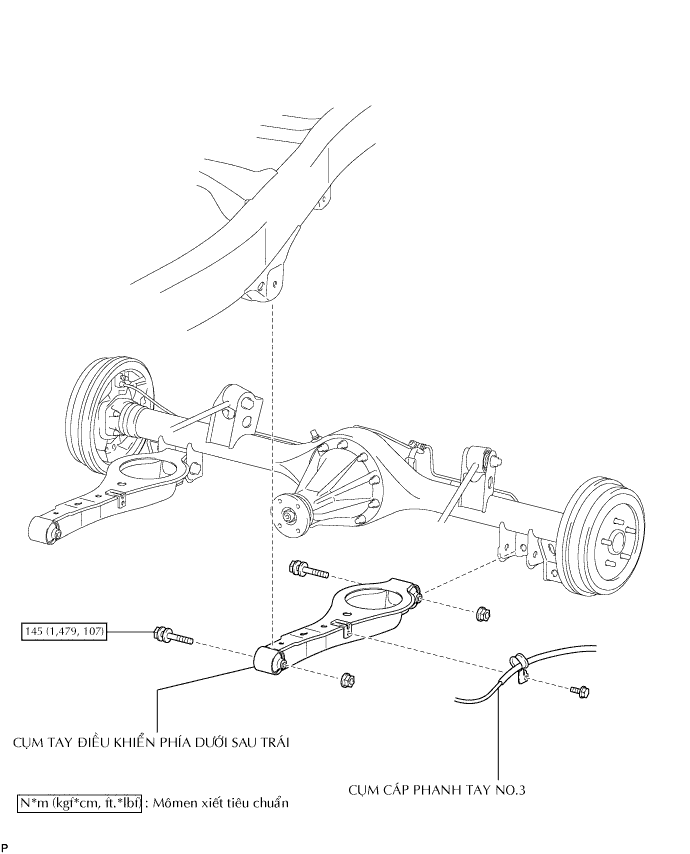 145 (1,479, 107)
CỤM TAY ĐIỀU KHIỂN PHÍA DƯỚI SAU TRÁI
CỤM CÁP PHANH TAY NO.3
N*m (kgf*cm, ft.*lbf) : Mômen xiết tiêu chuẩn
P